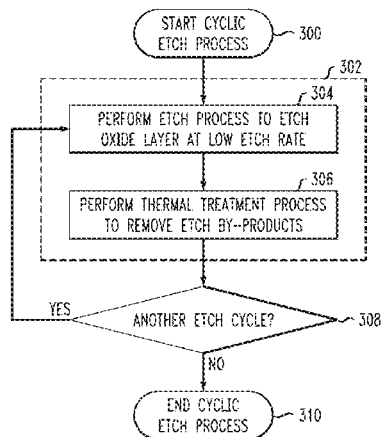 START CYCLIC
ETCH PROCESS
300
302
304
PERFORM ETCH PROCESS TO ETCH
OXIDE LAYER AT LOW ETCH RATE
306
PERFORM THERMAL TREATMENT PROCESS
TO REMOVE ETCH BY--PRODUCTS
YES
ANOTHER ETCH CYCLE?
308
NO
END CYCLIC
ETCH PROCESS
310